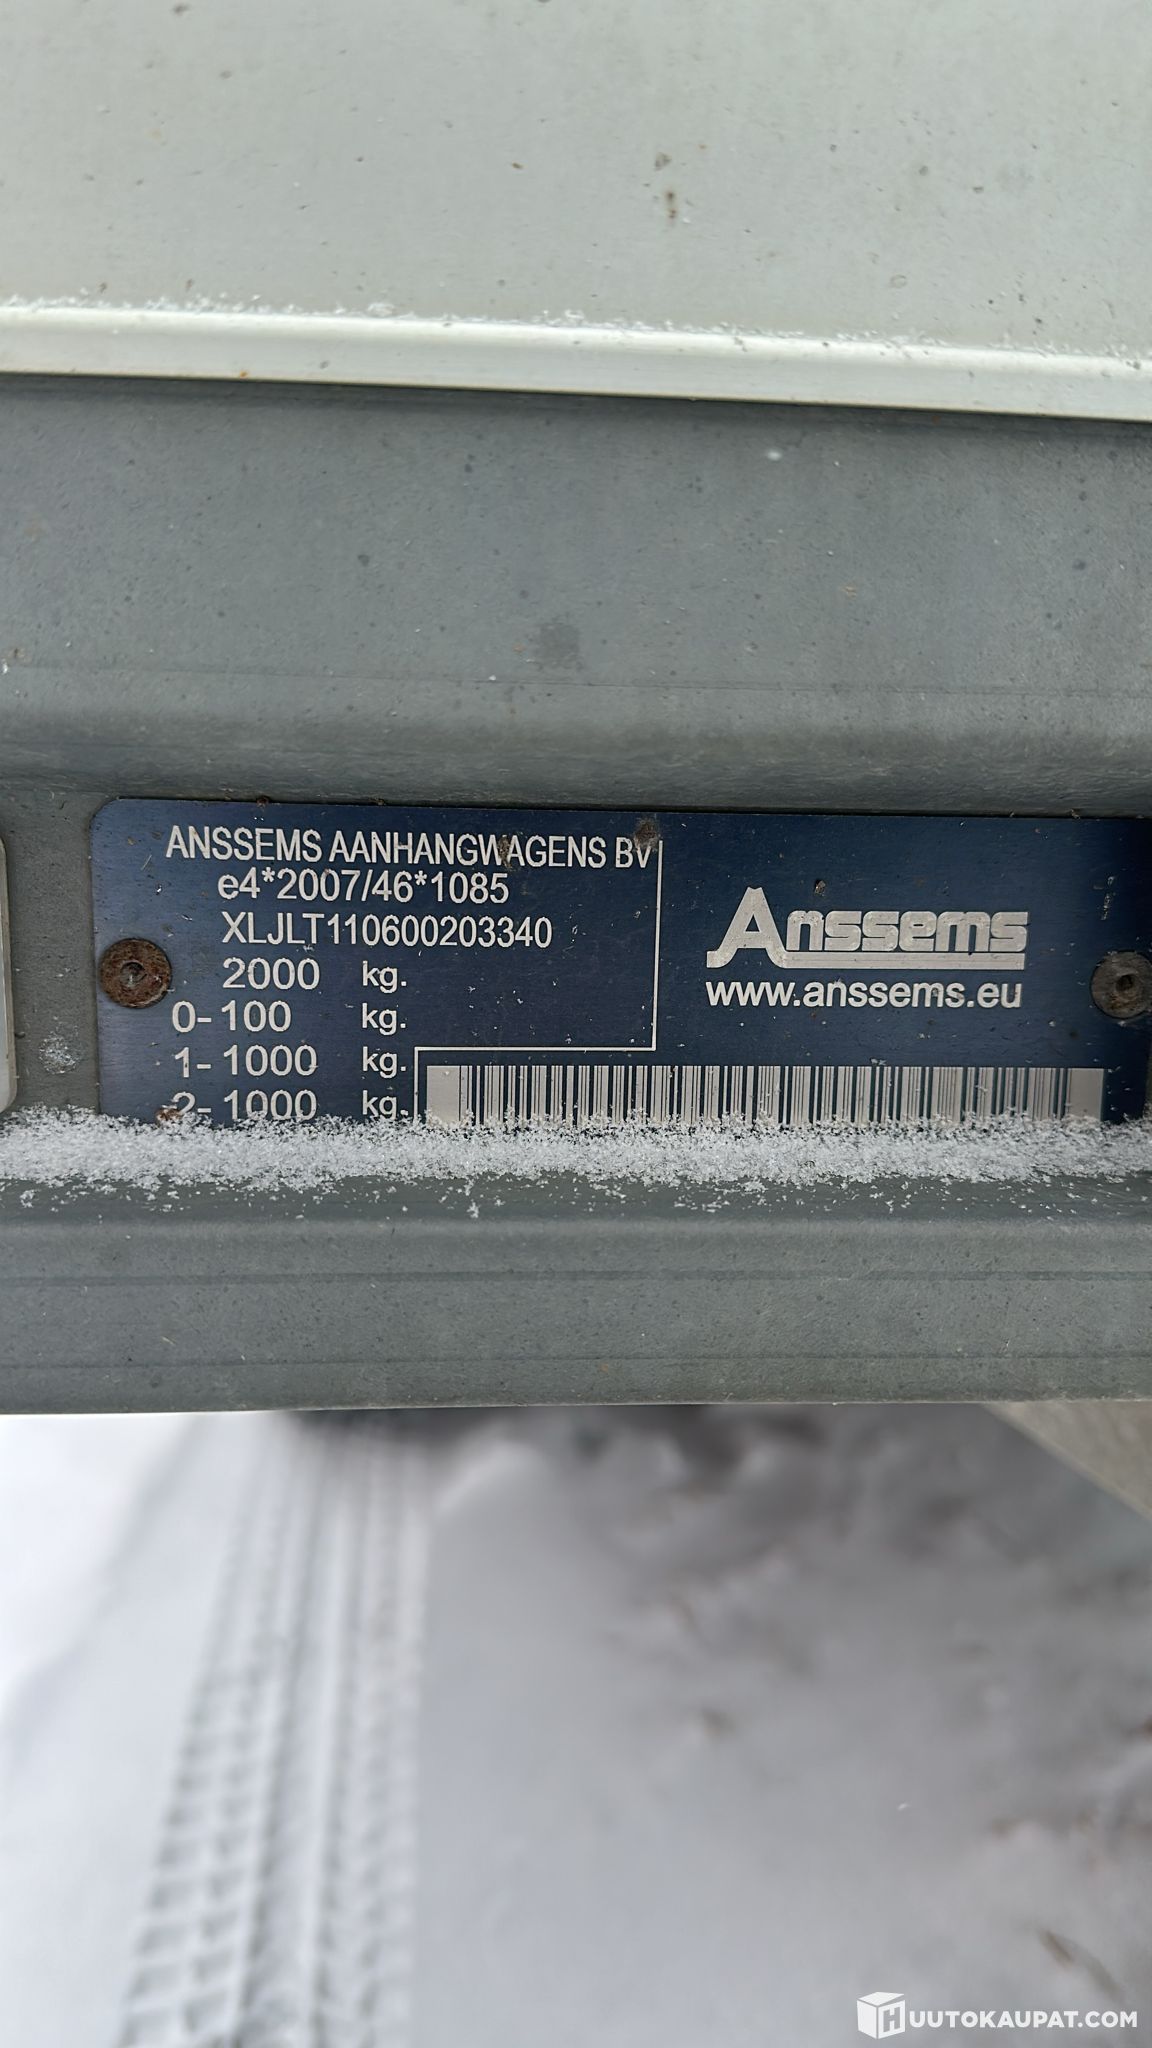 ANSSEMS AANHANGWAGENS BV
e4*2007/46*1085
XLJLT110600203340
2000 kg.
0- 100 kg.
1- 1000 kg.
2- 1000 kg.
Anssems
www.anssems.eu
HUUTOKAUPAT.COM